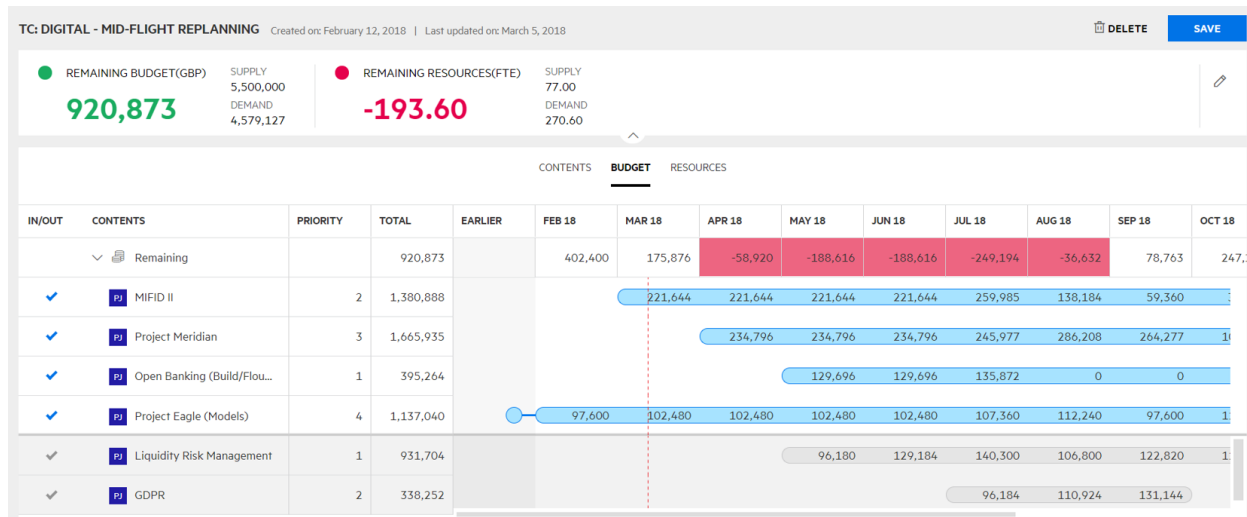 TC: DIGITAL - MID-FLIGHT REPLANNING Created on: February 12, 2018 | Last updated on: March 5, 2018 DELETE SAVE
REMAINING BUDGET(GBP) SUPPLY REMAINING RESOURCES(FTE) SUPPLY
5,500,000 77.00
920,873 DEMAND -193.60 DEMAND
4,579,127 270.60
CONTENTS BUDGET RESOURCES
IN/OUT CONTENTS PRIORITY TOTAL EARLIER FEB 18 MAR 18 APR 18 MAY 18 JUN 18 JUL 18 AUG 18 SEP 18 OCT 18
Remaining 920,873 402,400 175,876 -58,920 -188,616 -188,616 -249,194 -36,632 78,763 247,
PJ MIFID II 2 1,380,888 221,644 221,644 221,644 221,644 259,985 138,184 59,360
PJ Project Meridian 3 1,665,935 234,796 234,796 234,796 245,977 286,208 264,277
PJ Open Banking (Build/Flou... 1 395,264 129,696 129,696 135,872 0 0
PJ Project Eagle (Models) 4 1,137,040 97,600 102,480 102,480 102,480 102,480 107,360 112,240 97,600
PJ Liquidity Risk Management 1 931,704 96,180 129,184 140,300 106,800 122,820
PJ GDPR 2 338,252 96,184 110,924 131,144